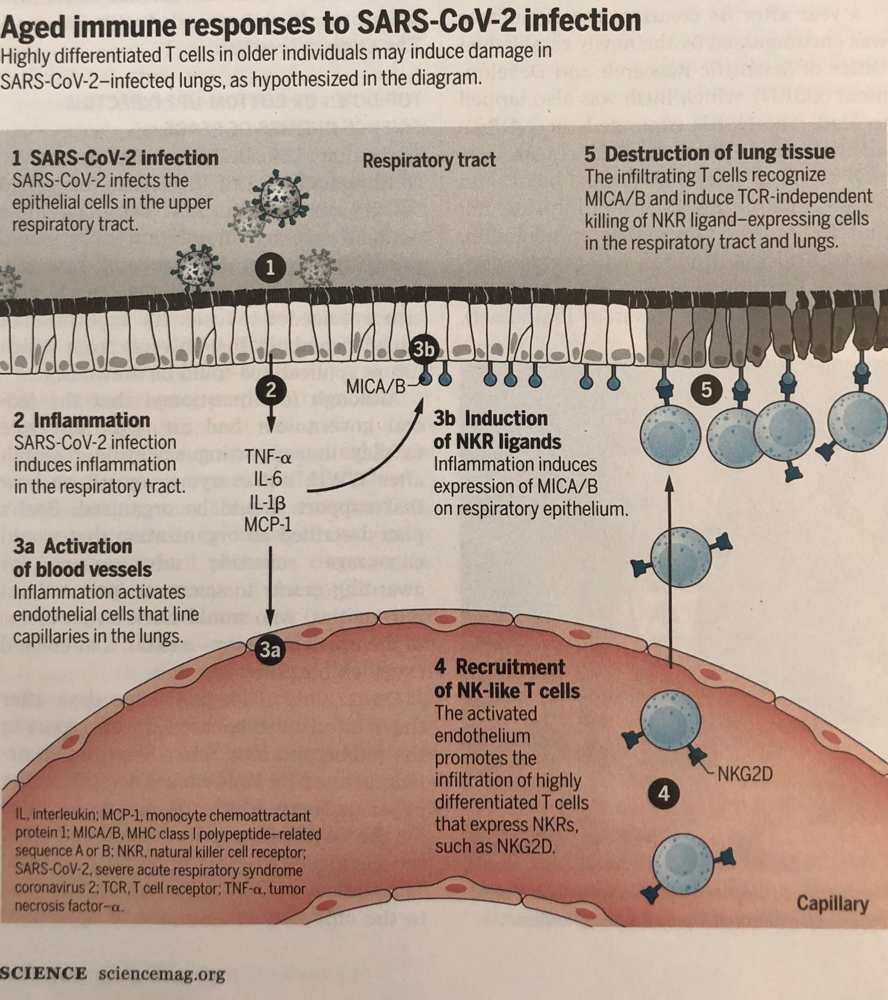 Aged immune responses to SARS-CoV-2 infection
Highly differentiated T cells in older individuals may induce damage in
SARS-CoV-2–infected lungs, as hypothesized in the diagram.
1 SARS-CoV-2 infection
SARS-CoV-2 infects the
epithelial cells in the upper
respiratory tract.
Respiratory tract
5 Destruction of lung tissue
The infiltrating T cells recognize
MICA/B and induce TCR-independent
killing of NKR ligand–expressing cells
in the respiratory tract and lungs.
1
3b
MICA/B
2
5
2 Inflammation
SARS-CoV-2 infection
induces inflammation
in the respiratory tract.
TNF-α
IL-6
IL-1β
MCP-1
3b Induction
of NKR ligands
Inflammation induces
expression of MICA/B
on respiratory epithelium.
3a Activation
of blood vessels
Inflammation activates
endothelial cells that line
capillaries in the lungs.
3a
4 Recruitment
of NK-like T cells
The activated
endothelium
promotes the
infiltration of highly
differentiated T cells
that express NKRs,
such as NKG2D.
NKG2D
4
IL, interleukin; MCP-1, monocyte chemoattractant
protein 1; MICA/B, MHC class I polypeptide–related
sequence A or B; NKR, natural killer cell receptor;
SARS-CoV-2, severe acute respiratory syndrome
coronavirus 2; TCR, T cell receptor; TNF-α, tumor
necrosis factor–α.
Capillary
SCIENCE sciencemag.org